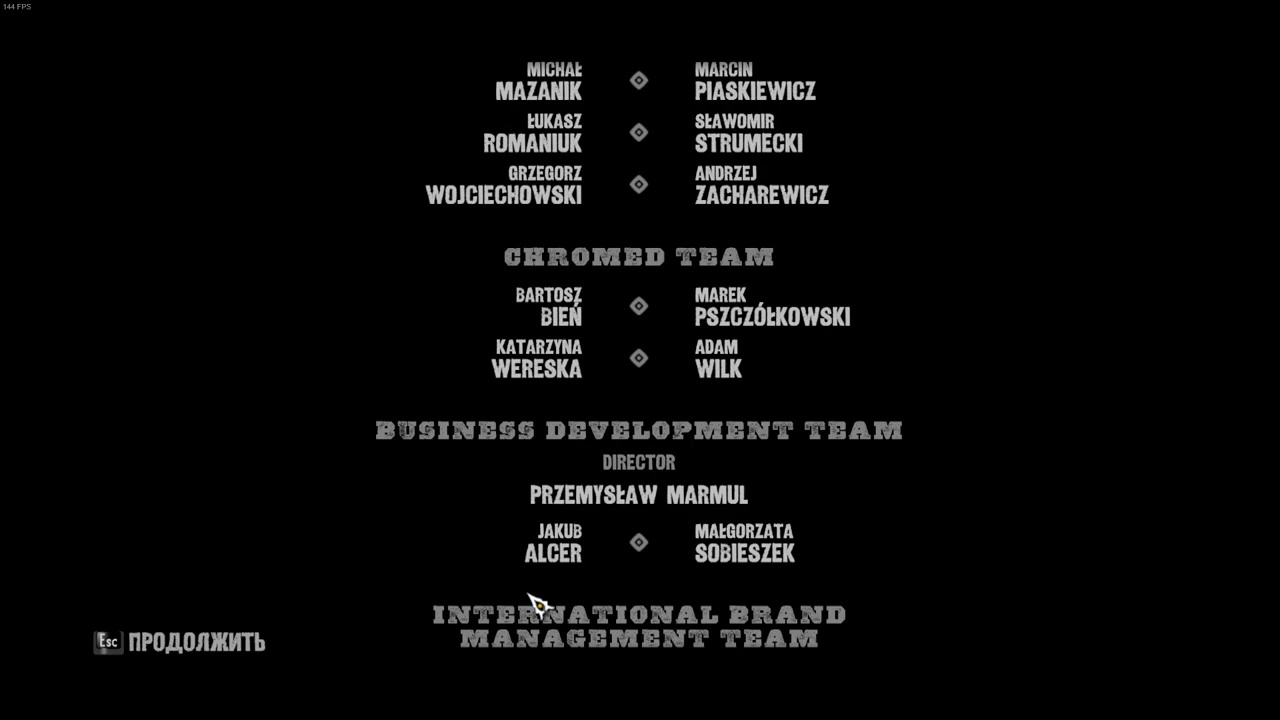 144 FPS
MICHAŁ MARCIN
MAZANIK PIASKIEWICZ
ŁUKASZ SŁAWOMIR
ROMANIUK STRUMECKI
GRZEGORZ ANDRZEJ
WOJCIECHOWSKI ZACHAREWICZ
CHROMED TEAM
BARTOSZ MAREK
BIEŃ PSZCZÓŁKOWSKI
KATARZYNA ADAM
WERESKA WILK
BUSINESS DEVELOPMENT TEAM
DIRECTOR
PRZEMYSŁAW MARMUL
JAKUB MAŁGORZATA
ALCER SOBIESZEK
INTERNATIONAL BRAND
MANAGEMENT TEAM
Esc ПРОДОЛЖИТЬ